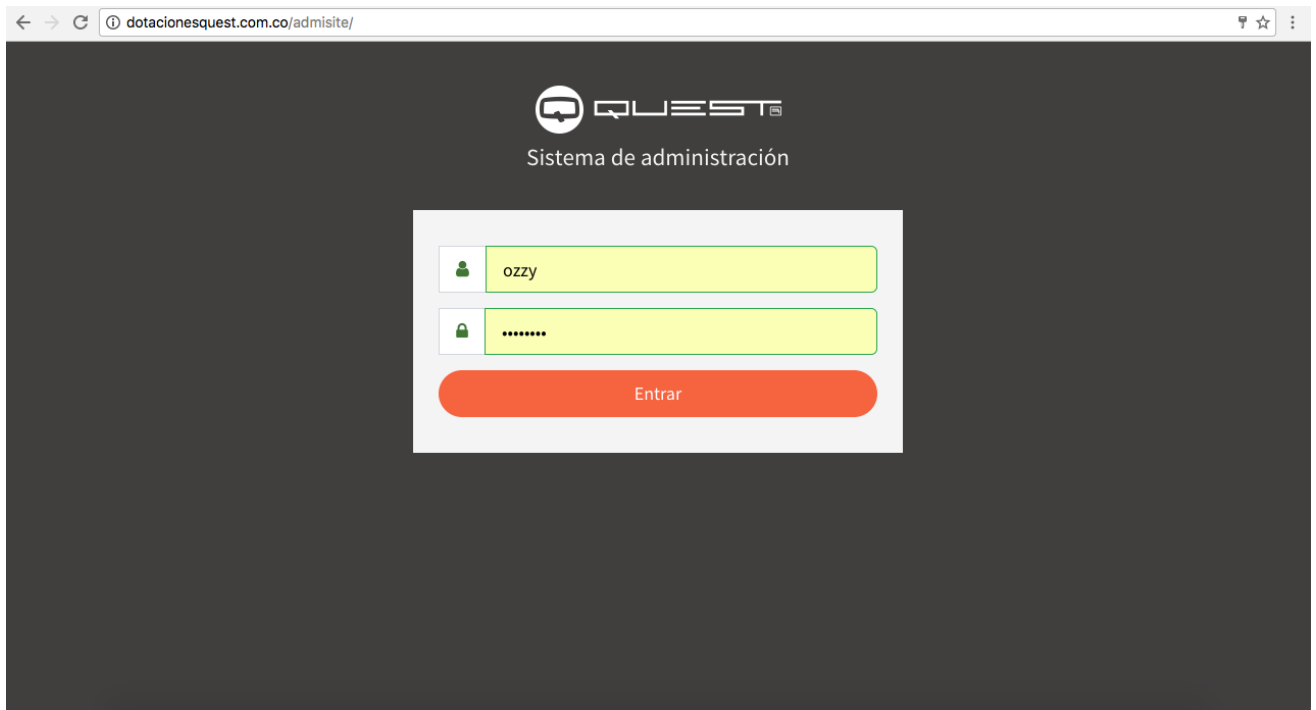 dotacionesquest.com.co/admisite/
QUEST
Sistema de administración
ozzy
••••••••
Entrar